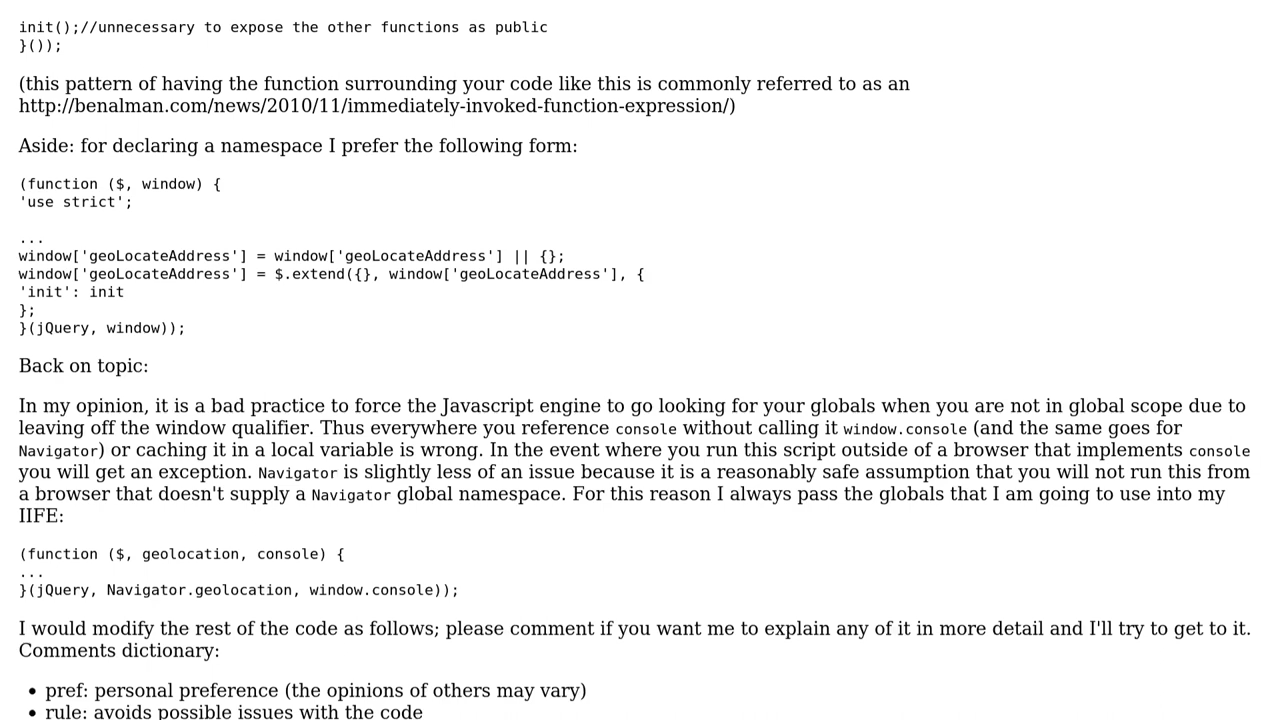 init();//unnecessary to expose the other functions as public
}());
(this pattern of having the function surrounding your code like this is commonly referred to as an
http://benalman.com/news/2010/11/immediately-invoked-function-expression/)
Aside: for declaring a namespace I prefer the following form:
(function ($, window) {
'use strict';
...
window['geoLocateAddress'] = window['geoLocateAddress'] || {};
window['geoLocateAddress'] = $.extend({}, window['geoLocateAddress'], {
'init': init
};
}(jQuery, window));
Back on topic:
In my opinion, it is a bad practice to force the Javascript engine to go looking for your globals when you are not in global scope due to
leaving off the window qualifier. Thus everywhere you reference console without calling it window.console (and the same goes for
Navigator) or caching it in a local variable is wrong. In the event where you run this script outside of a browser that implements console
you will get an exception. Navigator is slightly less of an issue because it is a reasonably safe assumption that you will not run this from
a browser that doesn't supply a Navigator global namespace. For this reason I always pass the globals that I am going to use into my
IIFE:
(function ($, geolocation, console) {
...
}(jQuery, Navigator.geolocation, window.console));
I would modify the rest of the code as follows; please comment if you want me to explain any of it in more detail and I'll try to get to it.
Comments dictionary:
• pref: personal preference (the opinions of others may vary)
• rule: avoids possible issues with the code